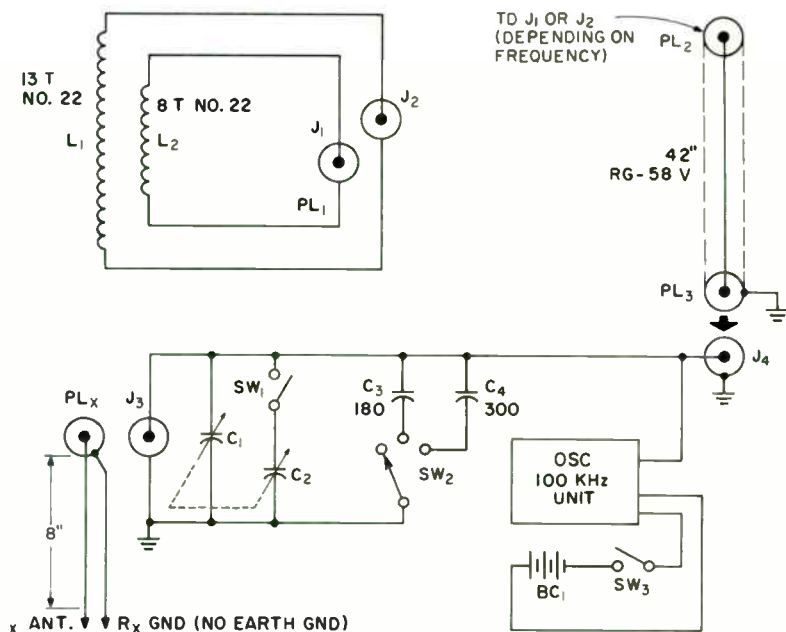 13 T
NO. 22
L₁
8 T NO. 22
L₂
J₁
PL₁
J₂
TD J₁ OR J₂
(DEPENDING ON
FREQUENCY)
PL₂
42"
RG-58 V
PL₃
J₄
PLₓ
J₃
SW₁
C₁
C₂
C₃
180
C₄
300
SW₂
OSC
100 KHz
UNIT
BC₁
SW₃
8"
ₓ ANT.
Rₓ GND (NO EARTH GND)